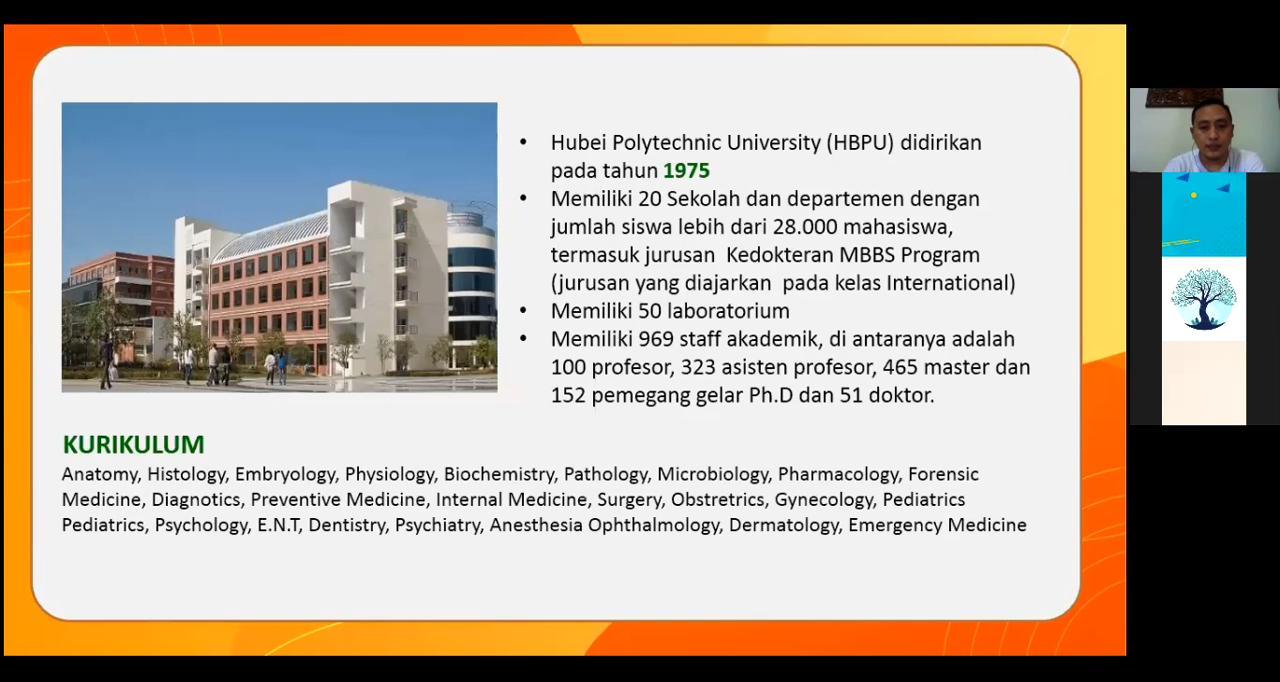 • Hubei Polytechnic University (HBPU) didirikan
pada tahun 1975
• Memiliki 20 Sekolah dan departemen dengan
jumlah siswa lebih dari 28.000 mahasiswa,
termasuk jurusan Kedokteran MBBS Program
(jurusan yang diajarkan pada kelas International)
• Memiliki 50 laboratorium
• Memiliki 969 staff akademik, di antaranya adalah
100 profesor, 323 asisten profesor, 465 master dan
152 pemegang gelar Ph.D dan 51 doktor.
KURIKULUM
Anatomy, Histology, Embryology, Physiology, Biochemistry, Pathology, Microbiology, Pharmacology, Forensic
Medicine, Diagnotics, Preventive Medicine, Internal Medicine, Surgery, Obstretrics, Gynecology, Pediatrics
Pediatrics, Psychology, E.N.T, Dentistry, Psychiatry, Anesthesia Ophthalmology, Dermatology, Emergency Medicine